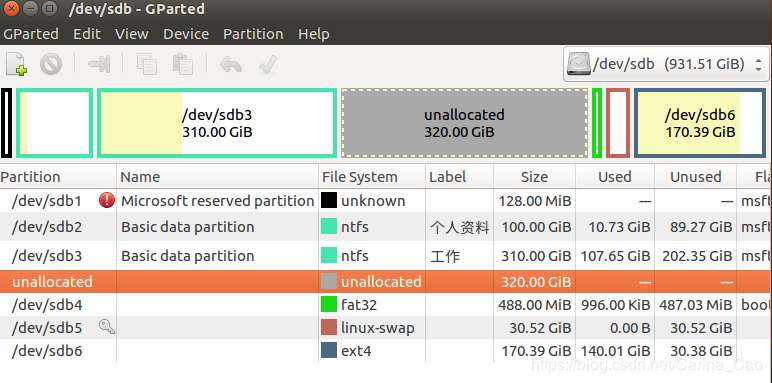 /dev/sdb - GParted
GParted Edit View Device Partition Help
/dev/sdb (931.51 GiB)
/dev/sdb3
310.00 GiB
unallocated
320.00 GiB
/dev/sdb6
170.39 GiB
Partition Name File System Label Size Used Unused Fla
/dev/sdb1 Microsoft reserved partition unknown 128.00 MiB — — msft
/dev/sdb2 Basic data partition ntfs 个人资料 100.00 GiB 10.73 GiB 89.27 GiB msft
/dev/sdb3 Basic data partition ntfs 工作 310.00 GiB 107.65 GiB 202.35 GiB msft
unallocated unallocated 320.00 GiB — —
/dev/sdb4 fat32 488.00 MiB 996.00 KiB 487.03 MiB boot
/dev/sdb5 linux-swap 30.52 GiB 0.00 B 30.52 GiB
/dev/sdb6 ext4 170.39 GiB 140.01 GiB 30.38 GiB
https://blog.csdn.net/Carina_Cao